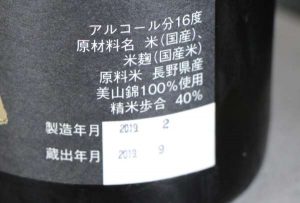 アルコール分16度
原材料名 米(国産)、
米麹(国産米)
原料米 長野県産
美山錦100%使用
精米歩合 40%
製造年月 2019. 2
蔵出年月 2019. 9